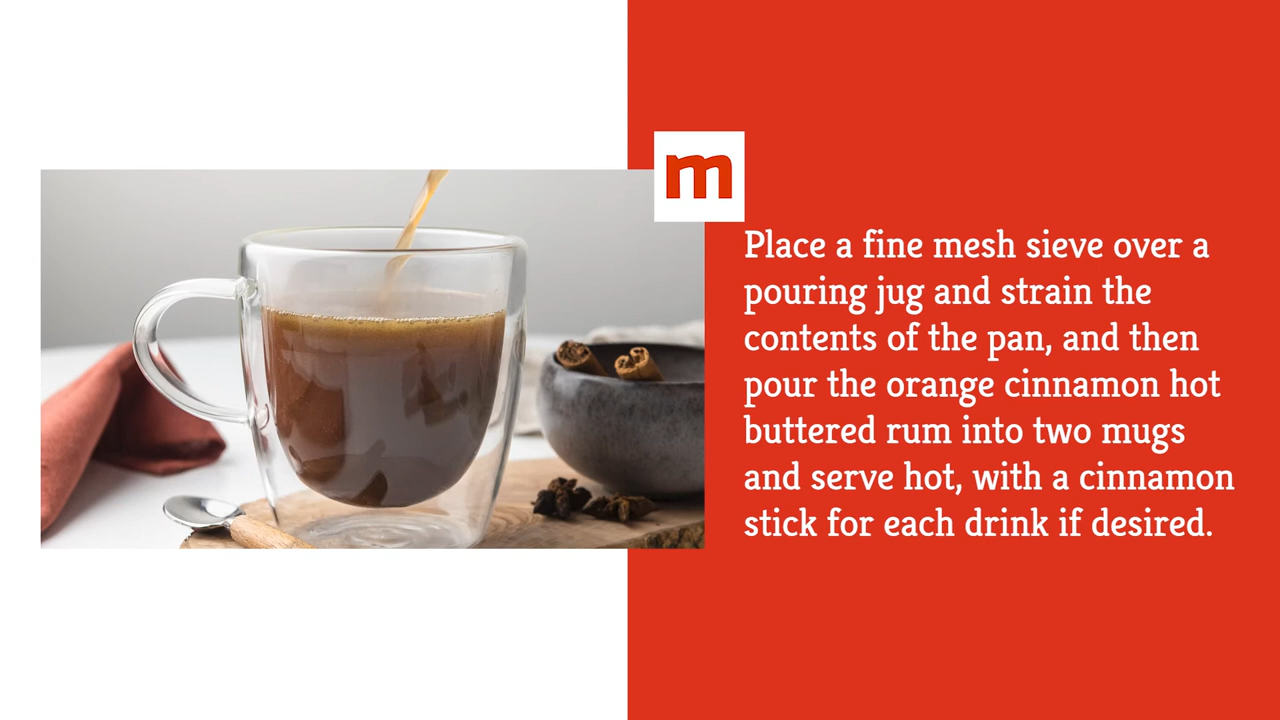 m
Place a fine mesh sieve over a
pouring jug and strain the
contents of the pan, and then
pour the orange cinnamon hot
buttered rum into two mugs
and serve hot, with a cinnamon
stick for each drink if desired.